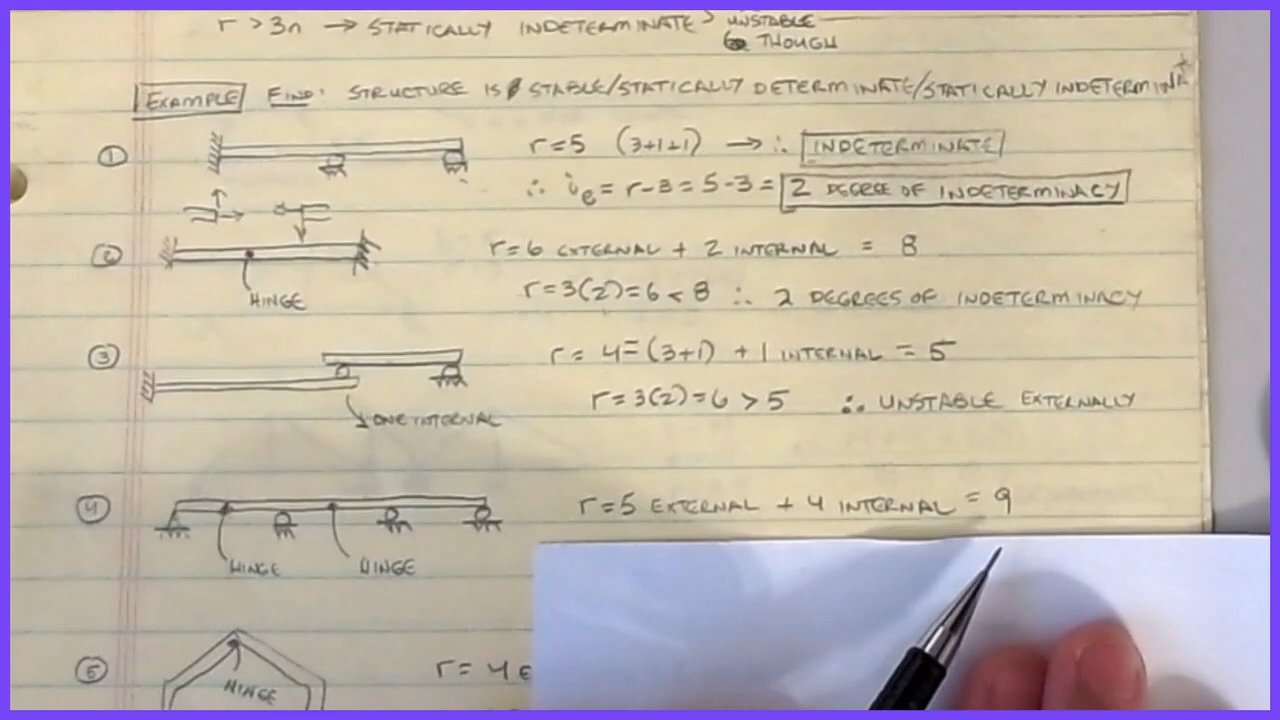 r > 3n → STATICALLY INDETERMINATE > UNSTABLE
THOUGH
EXAMPLE FIND: STRUCTURE IS STABLE/STATICALLY DETERMINATE/STATICALLY INDETERMINAT
① r = 5 (3+1+1) → ∴ INDETERMINATE
∴ ie = r - 3 = 5 - 3 = 2 DEGREE OF INDETERMINACY
② r = 6 EXTERNAL + 2 INTERNAL = 8
HINGE r = 3(2) = 6 < 8 ∴ 2 DEGREES OF INDETERMINACY
③ r = 4 = (3+1) + 1 INTERNAL = 5
r = 3(2) = 6 > 5 ∴ UNSTABLE EXTERNALLY
ONE INTERNAL
④ r = 5 EXTERNAL + 4 INTERNAL = 9
HINGE HINGE
⑤ r = 4 E
HINGE